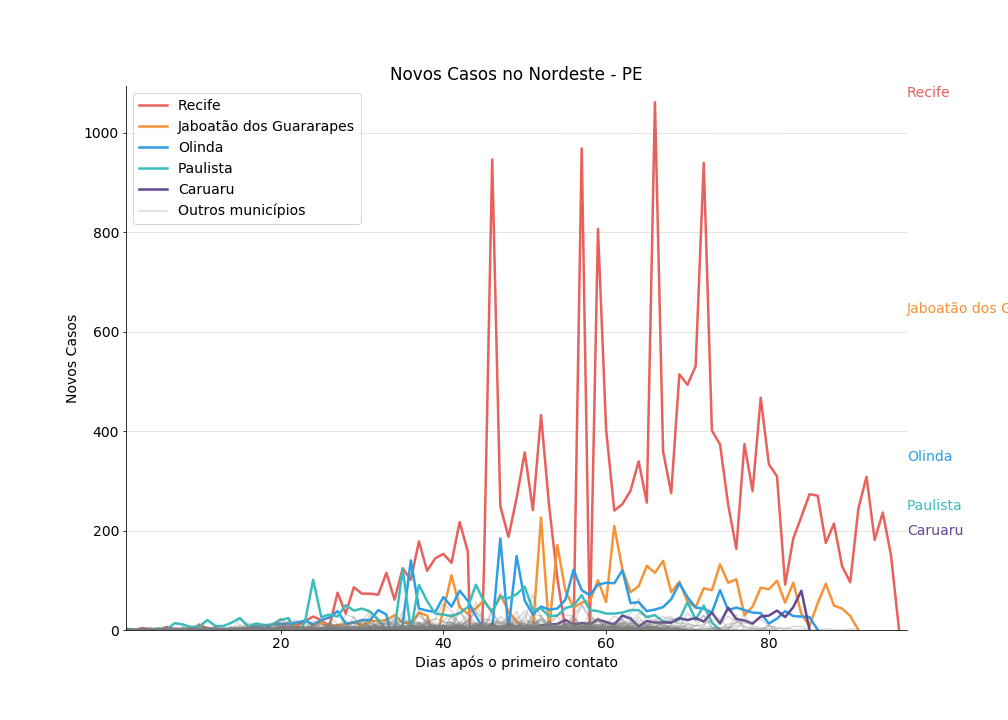 Novos Casos no Nordeste - PE
Recife
Jaboatão dos Guararapes
Olinda
Paulista
Caruaru
Outros municípios
Recife
Jaboatão dos G
Olinda
Paulista
Caruaru
1000
800
600
400
200
0
Novos Casos
20
40
60
80
Dias após o primeiro contato